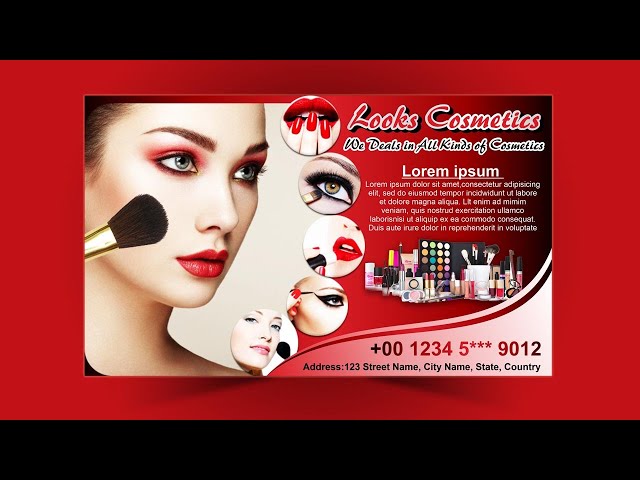 Looks Cosmetics
We Deals in All Kinds of Cosmetics
Lorem ipsum
Lorem ipsum dolor sit amet,consectetur adipisicing
elit, sed do eiusmod tempor incididunt ut labore
et dolore magna aliqua. Ut enim ad minim
veniam, quis nostrud exercitation ullamco
laborisnisi ut aliquip ex ea commodo consequat.
Duis aute irure dolor in reprehenderit in voluptate
+00 1234 5*** 9012
Address:123 Street Name, City Name, State, Country